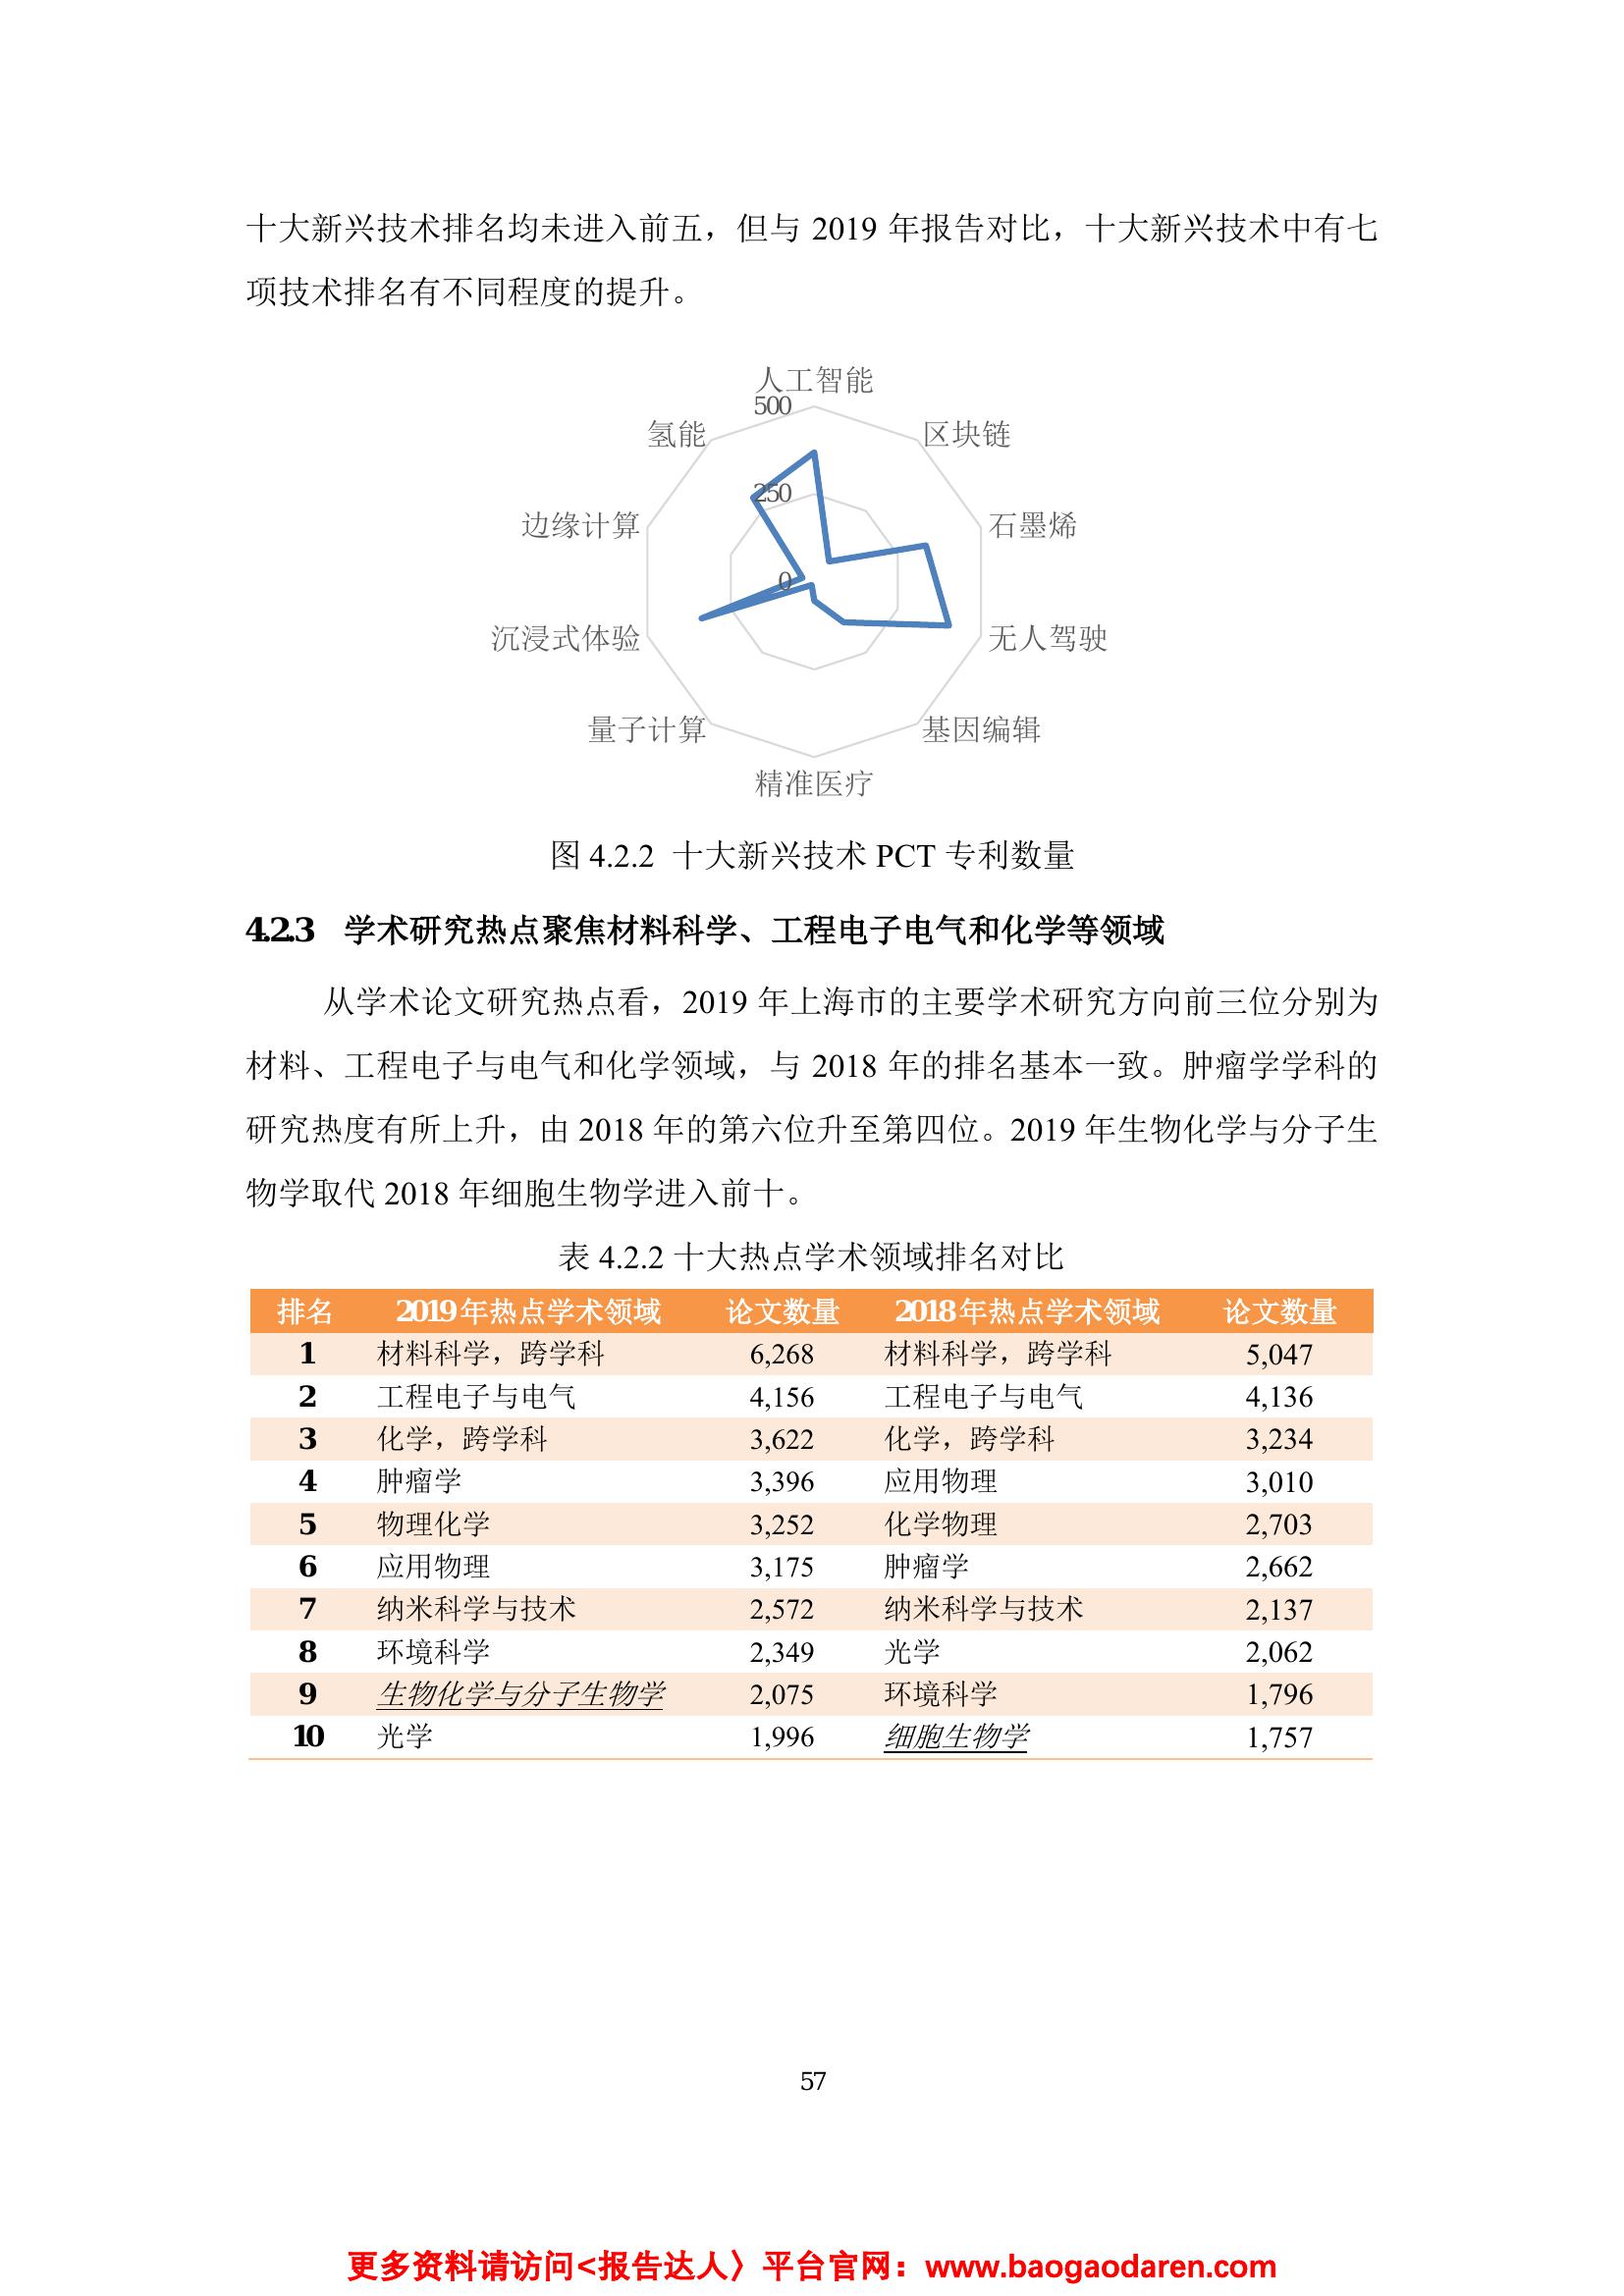 十大新兴技术排名均未进入前五，但与 2019 年报告对比，十大新兴技术中有七
项技术排名有不同程度的提升。
人工智能
500
氢能
区块链
250
边缘计算
石墨烯
0
沉浸式体验
无人驾驶
量子计算
基因编辑
精准医疗
图 4.2.2 十大新兴技术 PCT 专利数量
4.2.3 学术研究热点聚焦材料科学、工程电子电气和化学等领域
从学术论文研究热点看，2019 年上海市的主要学术研究方向前三位分别为
材料、工程电子与电气和化学领域，与 2018 年的排名基本一致。肿瘤学学科的
研究热度有所上升，由 2018 年的第六位升至第四位。2019 年生物化学与分子生
物学取代 2018 年细胞生物学进入前十。
表 4.2.2 十大热点学术领域排名对比
排名 2019年热点学术领域 论文数量 2018年热点学术领域 论文数量
1 材料科学，跨学科 6,268 材料科学，跨学科 5,047
2 工程电子与电气 4,156 工程电子与电气 4,136
3 化学，跨学科 3,622 化学，跨学科 3,234
4 肿瘤学 3,396 应用物理 3,010
5 物理化学 3,252 化学物理 2,703
6 应用物理 3,175 肿瘤学 2,662
7 纳米科学与技术 2,572 纳米科学与技术 2,137
8 环境科学 2,349 光学 2,062
9 生物化学与分子生物学 2,075 环境科学 1,796
10 光学 1,996 细胞生物学 1,757
57
更多资料请访问<报告达人〉平台官网：www.baogaodaren.com